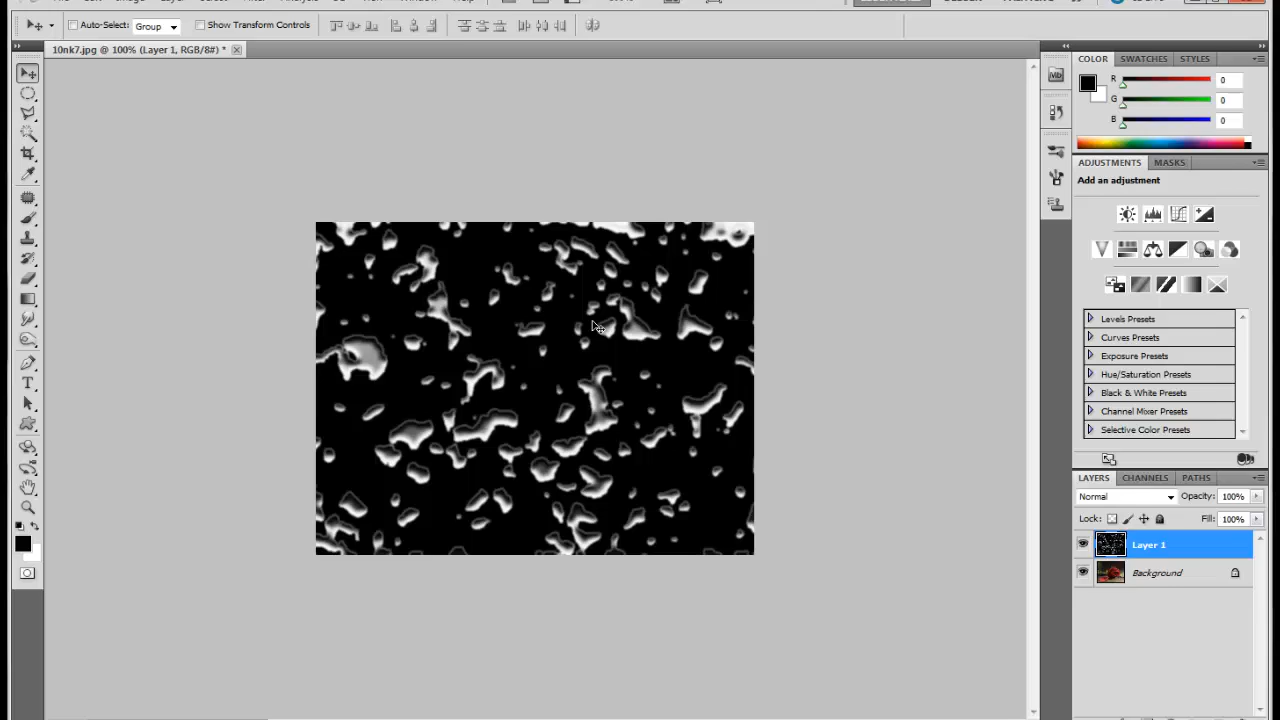 Auto-Select: Group Show Transform Controls
10nk7.jpg @ 100% (Layer 1, RGB/8#) *
Mb
COLOR SWATCHES STYLES
R 0
G 0
B 0
ADJUSTMENTS MASKS
Add an adjustment
Levels Presets
Curves Presets
Exposure Presets
Hue/Saturation Presets
Black & White Presets
Channel Mixer Presets
Selective Color Presets
LAYERS CHANNELS PATHS
Normal Opacity: 100%
Lock: Fill: 100%
Layer 1
Background